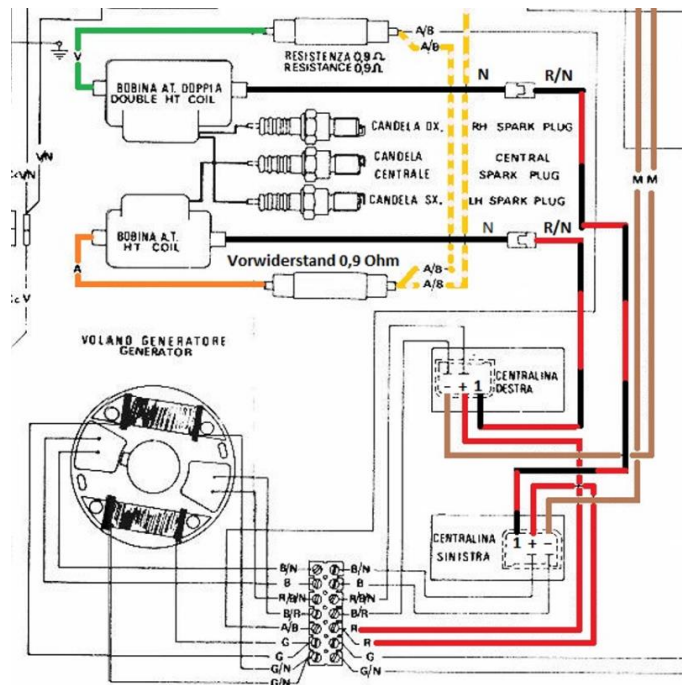 A/B
A/B
V
RESISTENZA 0,9Ω
RESISTANCE 0,9Ω
N
R/N
BOBINA A.T. DOPPIA
DOUBLE HT COIL
CANDELA DX.
RH SPARK PLUG
CANDELA
CENTRALE
CENTRAL
SPARK PLUG
V/N
V/N
M M
CANDELA SX.
LH SPARK PLUG
N
R/N
BOBINA A.T.
HT COIL
Vorwiderstand 0,9 Ohm
A
A/B
A/B
V
VOLANO GENERATORE
GENERATOR
CENTRALINA
DESTRA
- + 1
CENTRALINA
SINISTRA
1 + -
B/N
B/N
B
B
R/B/N
R/B/N
B/R
B/R
A/B
R
G
R
G
G
G/N
G/N
G/N